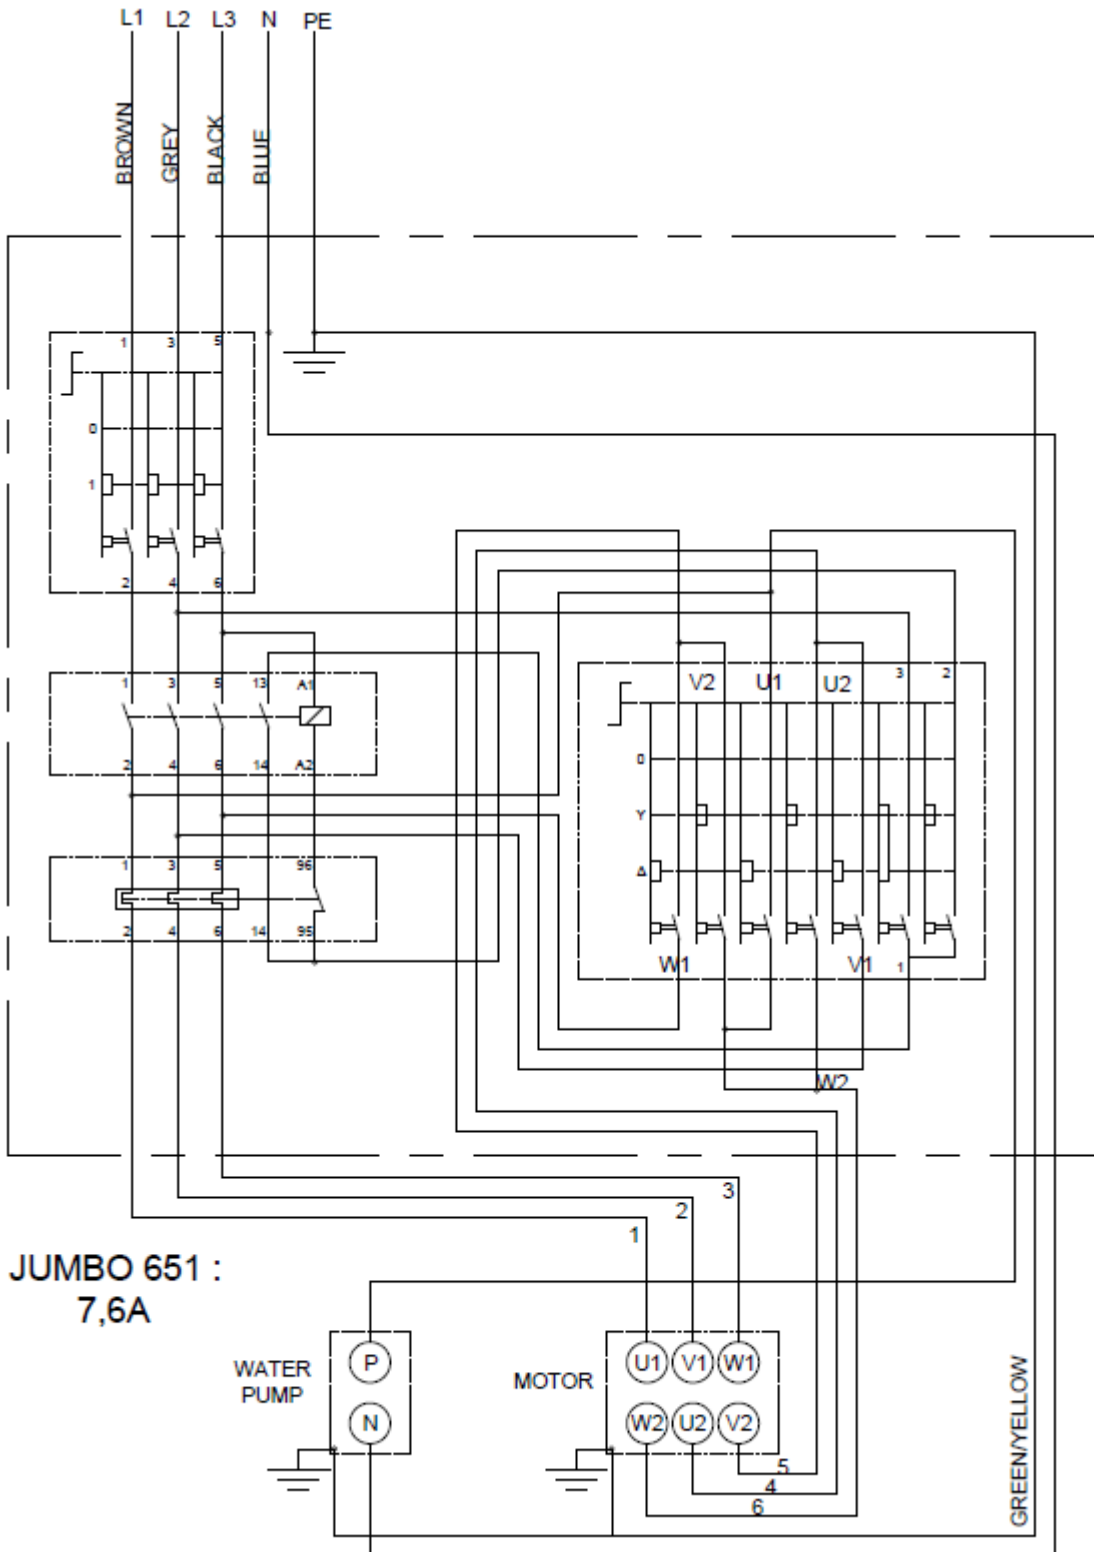 L1 L2 L3 N PE
BROWN
GREY
BLACK
BLUE
1 3 5
0
1
2 4 6
1 3 5 13 A1
2 4 6 14 A2
1 3 5 96
2 4 6 14 95
V2 U1 U2 3 2
0
Y
Δ
W1 V1 1
W2
3
2
1
JUMBO 651 :
7,6A
WATER
PUMP
P
N
MOTOR
U1 V1 W1
W2 U2 V2
5
4
6
GREEN/YELLOW